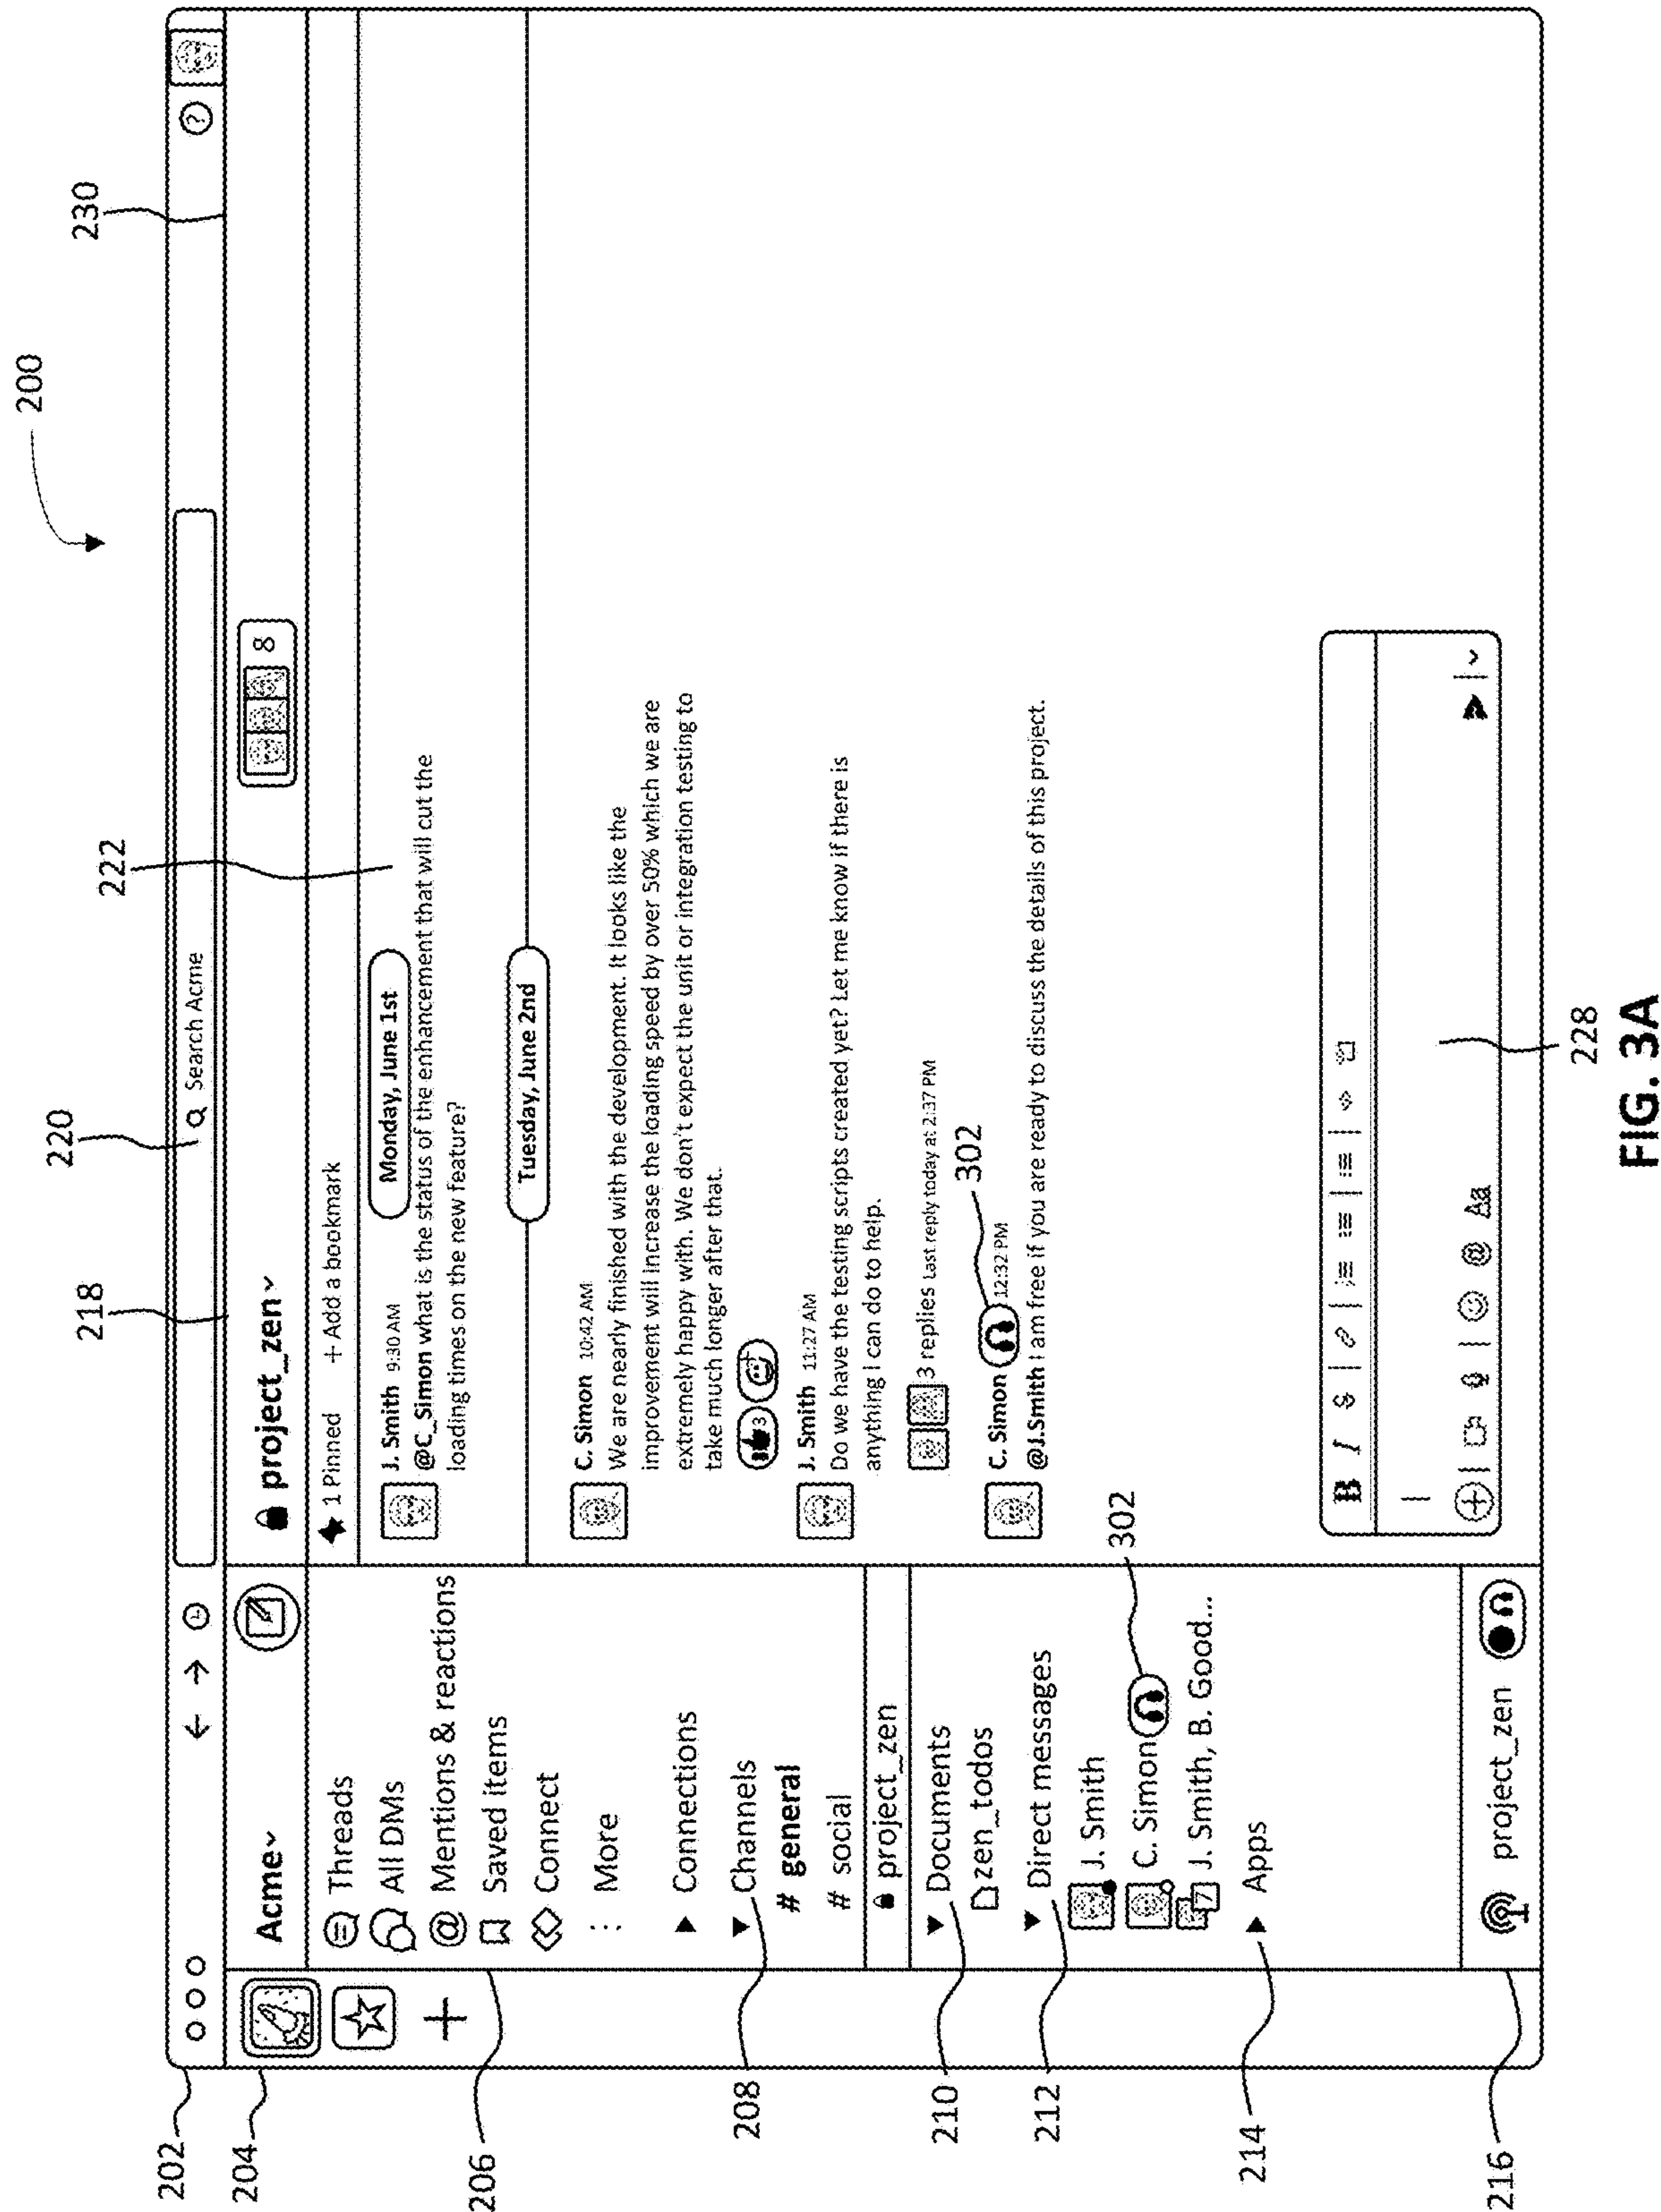 200
202
204
206
208
210
212
214
216
218
220
222
230
Search Acme
?
Acme
Threads
All DMs
@ Mentions & reactions
Saved items
Connect
More
Connections
Channels
# general
# social
project_zen
Documents
zen_todos
Direct messages
J. Smith
C. Simon
302
7 J. Smith, B. Good...
Apps
project_zen
project_zen
8
1 Pinned + Add a bookmark
Monday, June 1st
J. Smith 9:30 AM
@C_Simon what is the status of the enhancement that will cut the
loading times on the new feature?
Tuesday, June 2nd
C. Simon 10:42 AM
We are nearly finished with the development. It looks like the
improvement will increase the loading speed by over 50% which we are
extremely happy with. We don't expect the unit or integration testing to
take much longer after that.
3
J. Smith 11:27 AM
Do we have the testing scripts created yet? Let me know if there is
anything I can do to help.
3 replies Last reply today at 2:37 PM
302
C. Simon 12:32 PM
@J.Smith I am free if you are ready to discuss the details of this project.
B I S
@ Aa
228
FIG. 3A